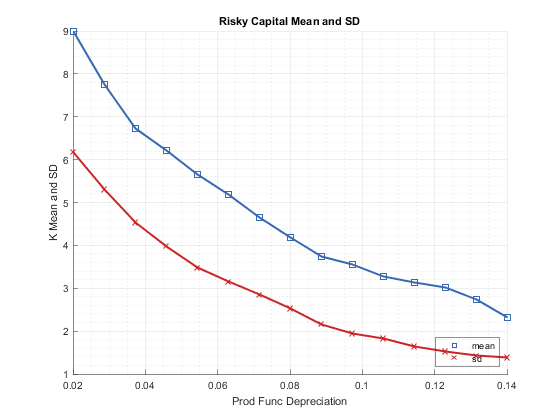 Risky Capital Mean and SD
9
8
7
6
5
4
3
2
1
K Mean and SD
0.02 0.04 0.06 0.08 0.1 0.12 0.14
Prod Func Depreciation
mean
sd